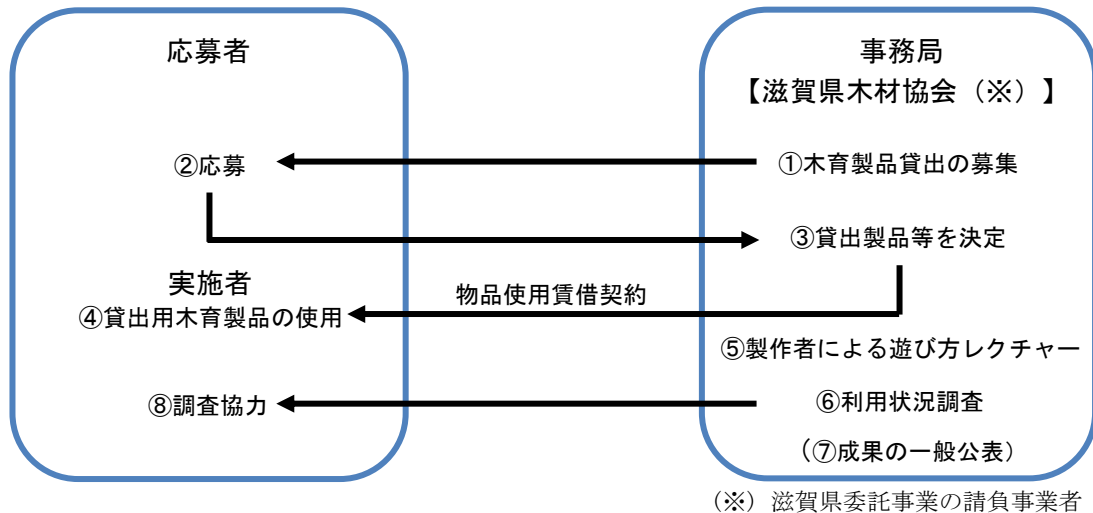 応募者
事務局
【滋賀県木材協会（※）】
②応募
①木育製品貸出の募集
③貸出製品等を決定
実施者
物品使用賃借契約
④貸出用木育製品の使用
⑤製作者による遊び方レクチャー
⑧調査協力
⑥利用状況調査
（⑦成果の一般公表）
（※）滋賀県委託事業の請負事業者